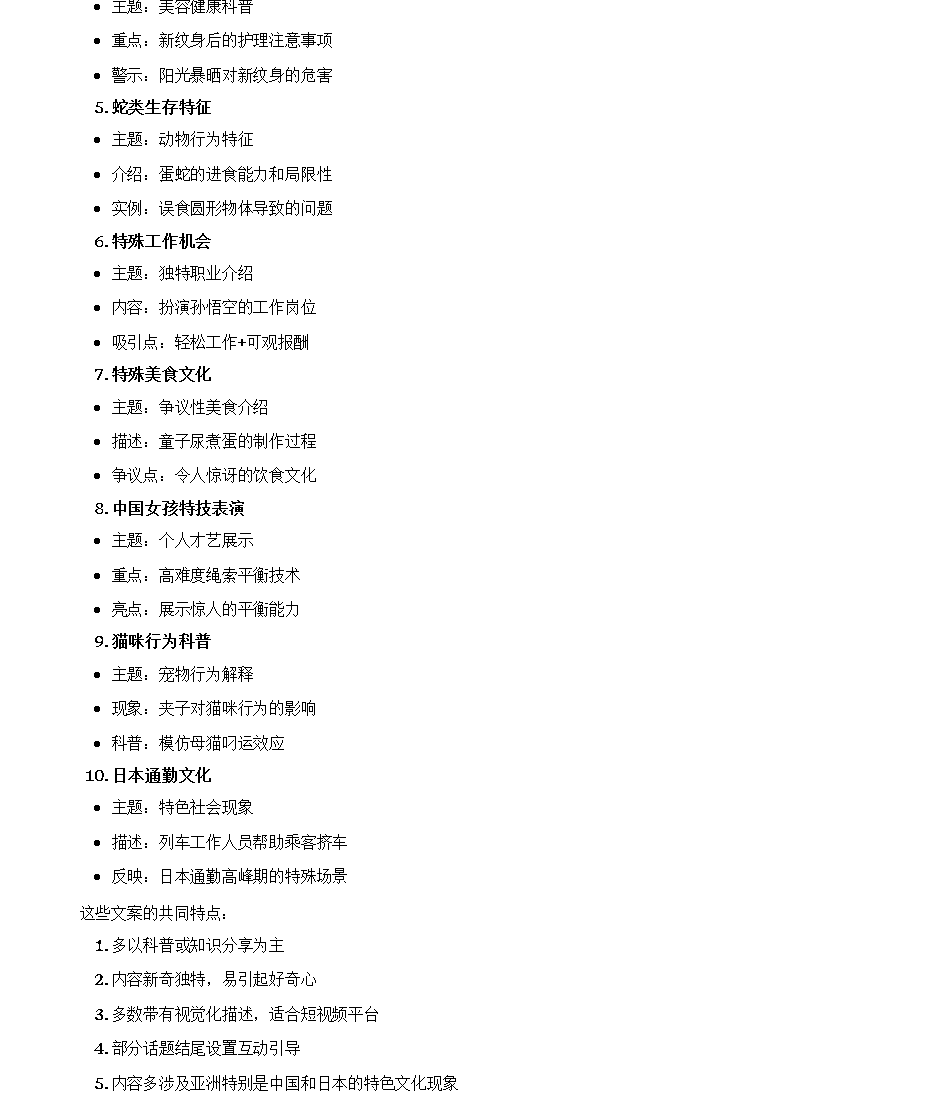 • 主题：美容健康科普
• 重点：新纹身后的护理注意事项
• 警示：阳光暴晒对新纹身的危害
5. 蛇类生存特征
• 主题：动物行为特征
• 介绍：蛋蛇的进食能力和局限性
• 实例：误食圆形物体导致的问题
6. 特殊工作机会
• 主题：独特职业介绍
• 内容：扮演孙悟空的工作岗位
• 吸引点：轻松工作+可观报酬
7. 特殊美食文化
• 主题：争议性美食介绍
• 描述：童子尿煮蛋的制作过程
• 争议点：令人惊讶的饮食文化
8. 中国女孩特技表演
• 主题：个人才艺展示
• 重点：高难度绳索平衡技术
• 亮点：展示惊人的平衡能力
9. 猫咪行为科普
• 主题：宠物行为解释
• 现象：夹子对猫咪行为的影响
• 科普：模仿母猫叼运效应
10. 日本通勤文化
• 主题：特色社会现象
• 描述：列车工作人员帮助乘客挤车
• 反映：日本通勤高峰期的特殊场景
这些文案的共同特点：
1. 多以科普或知识分享为主
2. 内容新奇独特，易引起好奇心
3. 多数带有视觉化描述，适合短视频平台
4. 部分话题结尾设置互动引导
5. 内容多涉及亚洲特别是中国和日本的特色文化现象